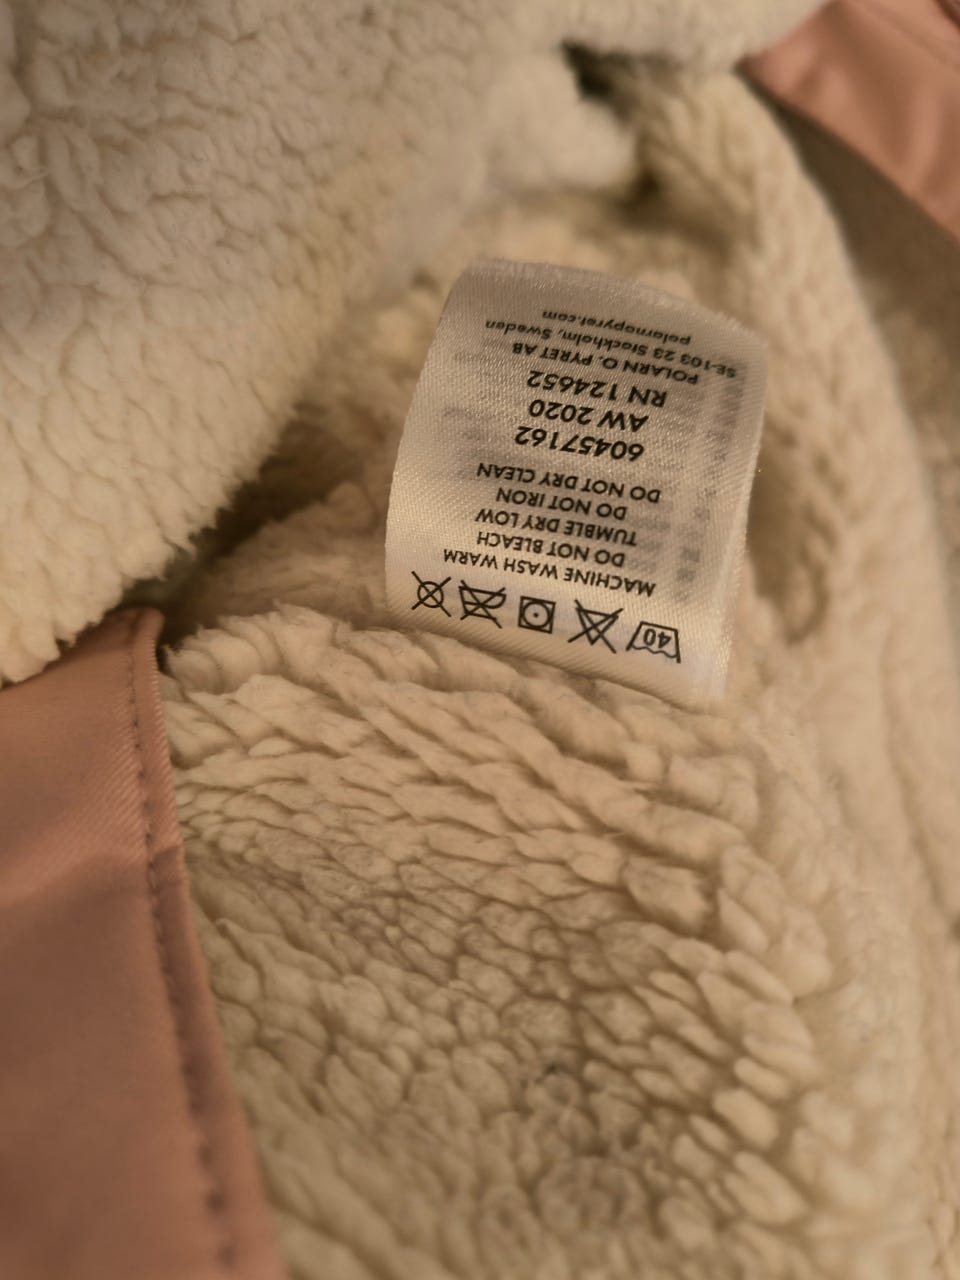 40
MACHINE WASH WARM
DO NOT BLEACH
TUMBLE DRY LOW
DO NOT IRON
DO NOT DRY CLEAN
60457162
AW 2020
RN 124652
POLARN O. PYRET AB
SE-103 23 Stockholm, Sweden
polarnopyret.com